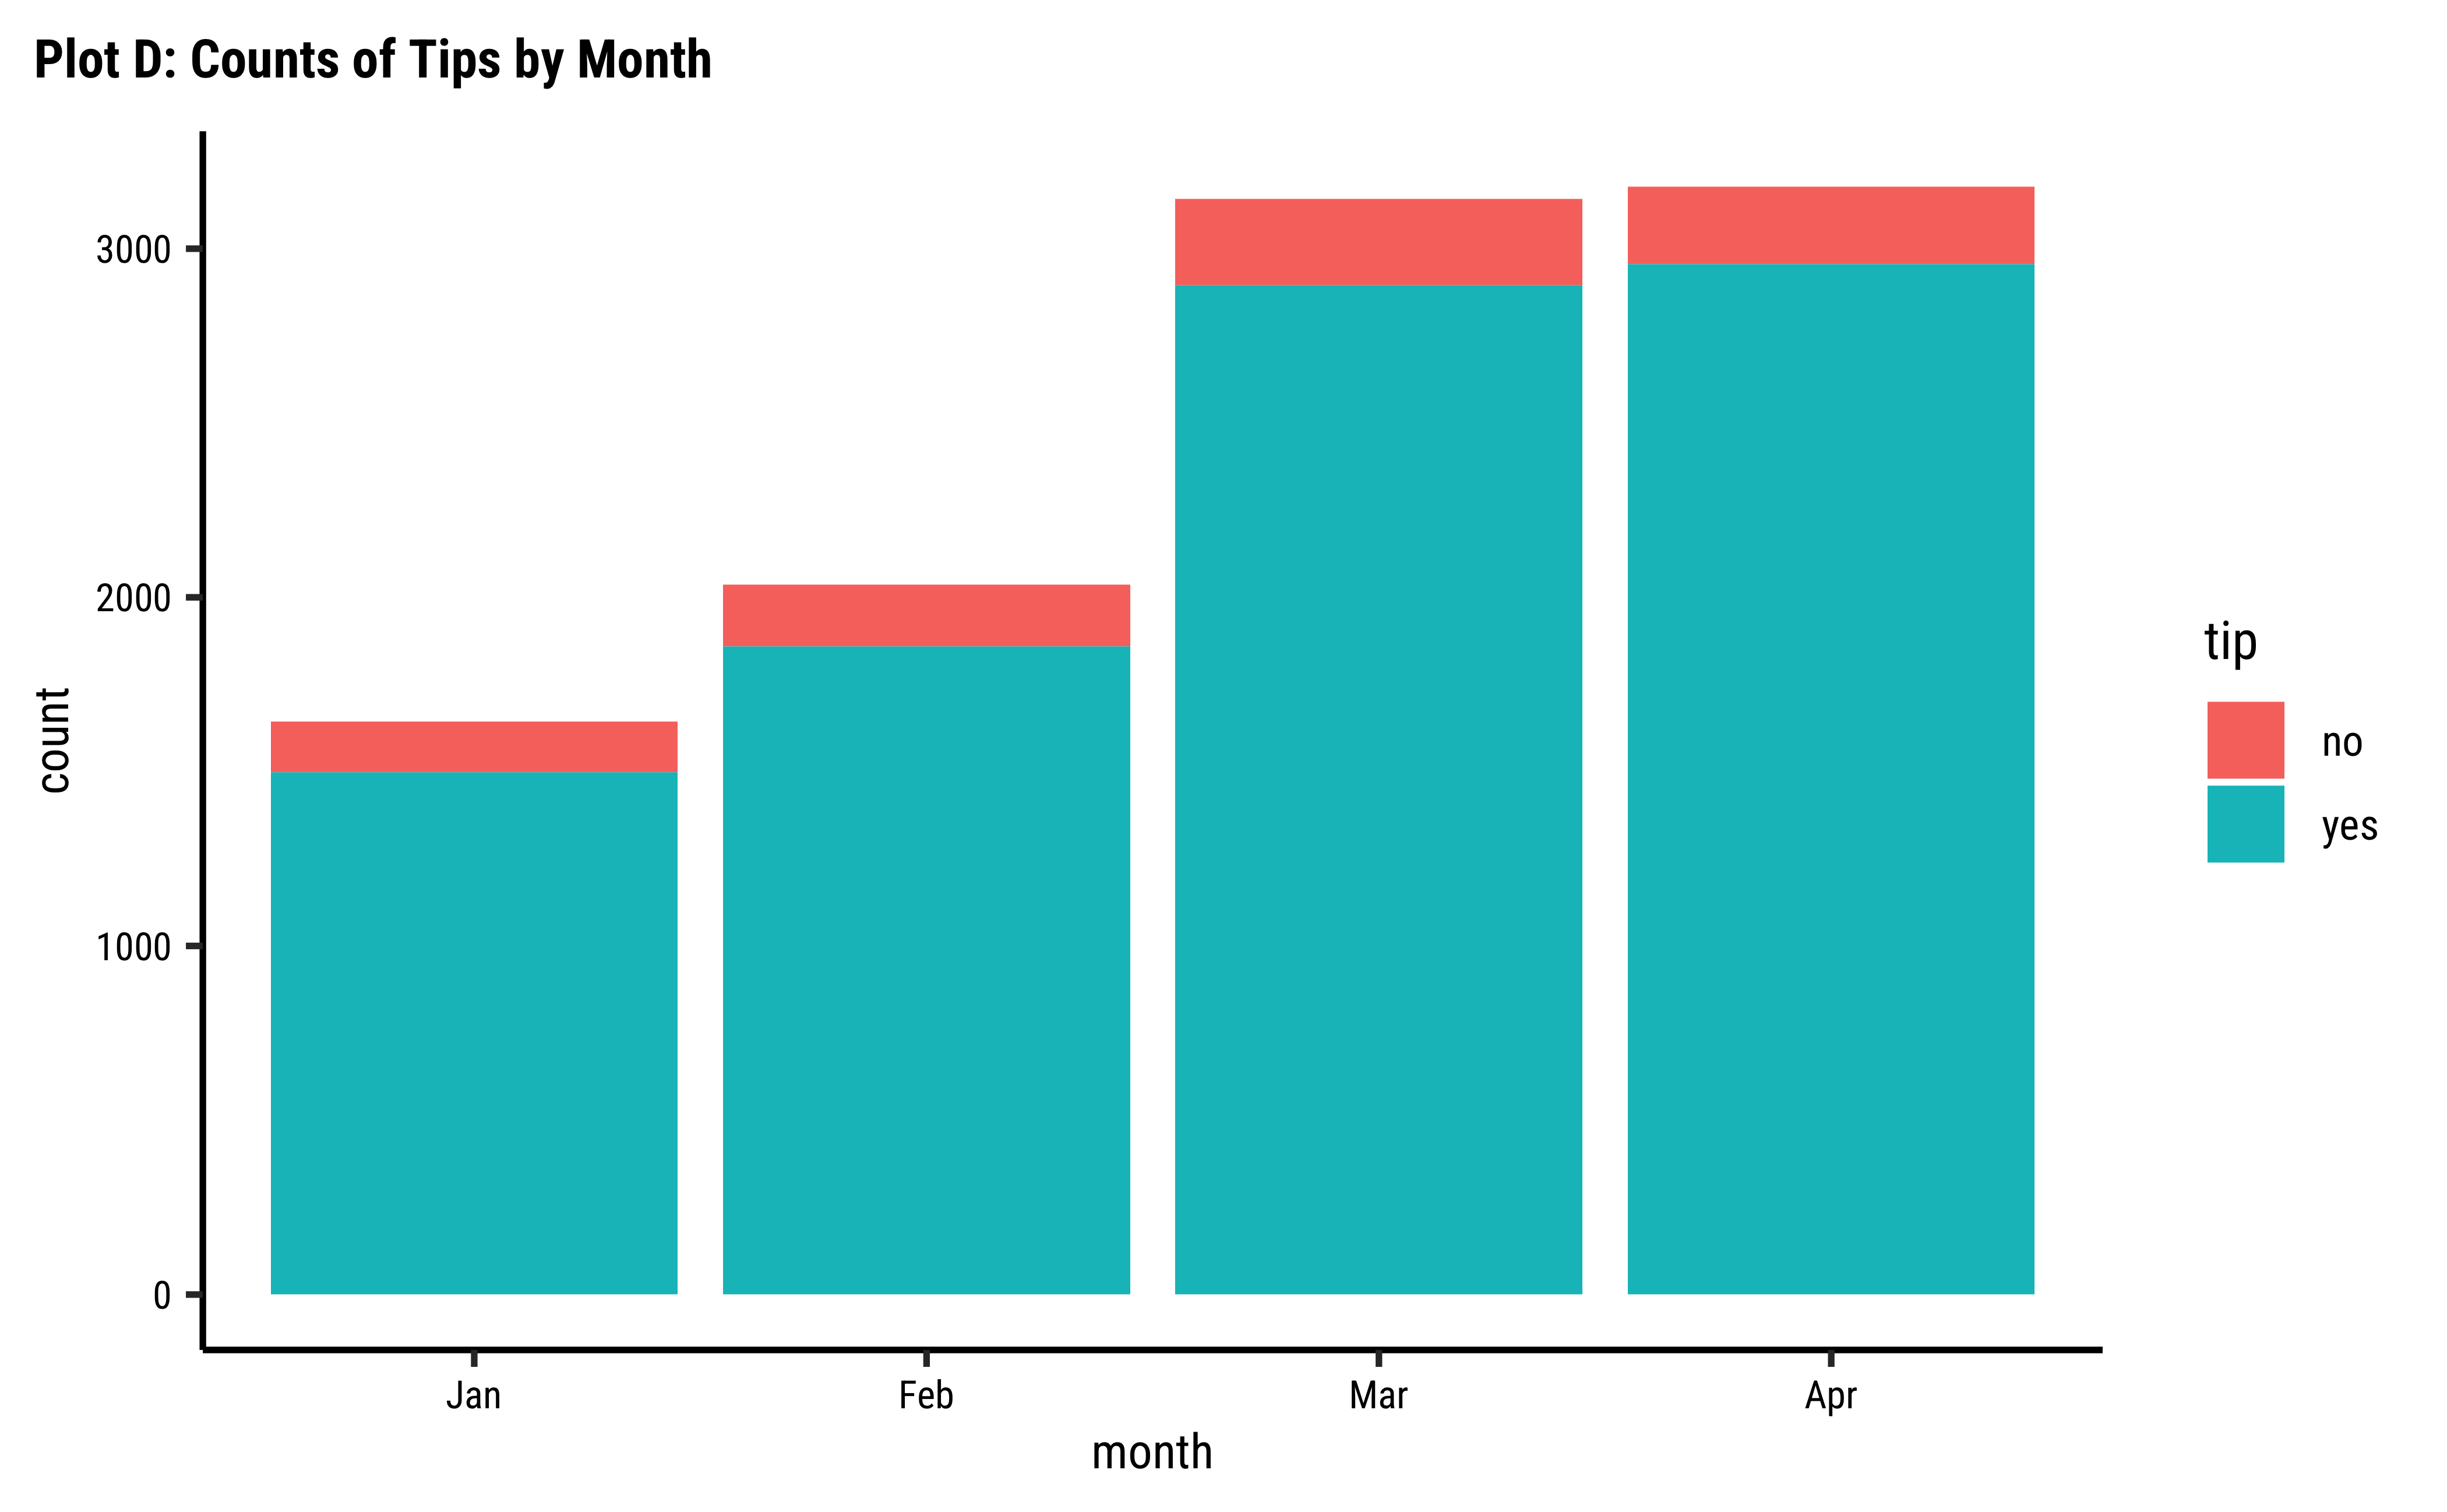 Plot D: Counts of Tips by Month
count
3000
2000
1000
0
Jan Feb Mar Apr
month
tip
no
yes